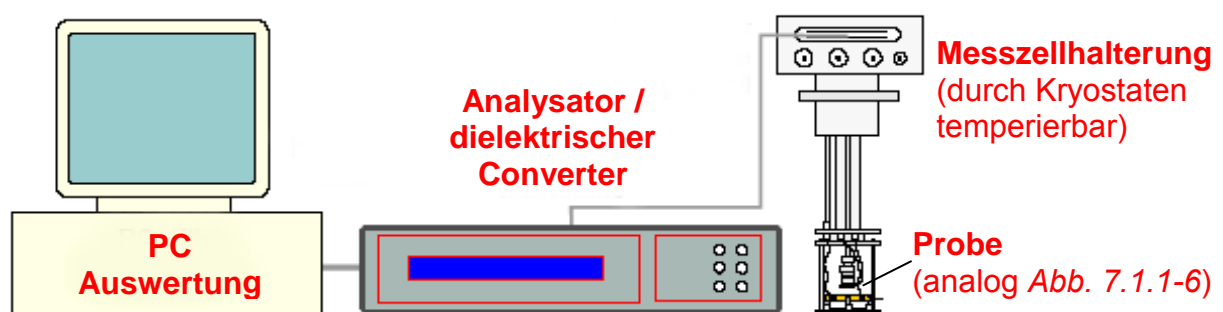 PC
Auswertung
Analysator /
dielektrischer
Converter
Messzellhalterung
(durch Kryostaten
temperierbar)
Probe
(analog Abb. 7.1.1-6)